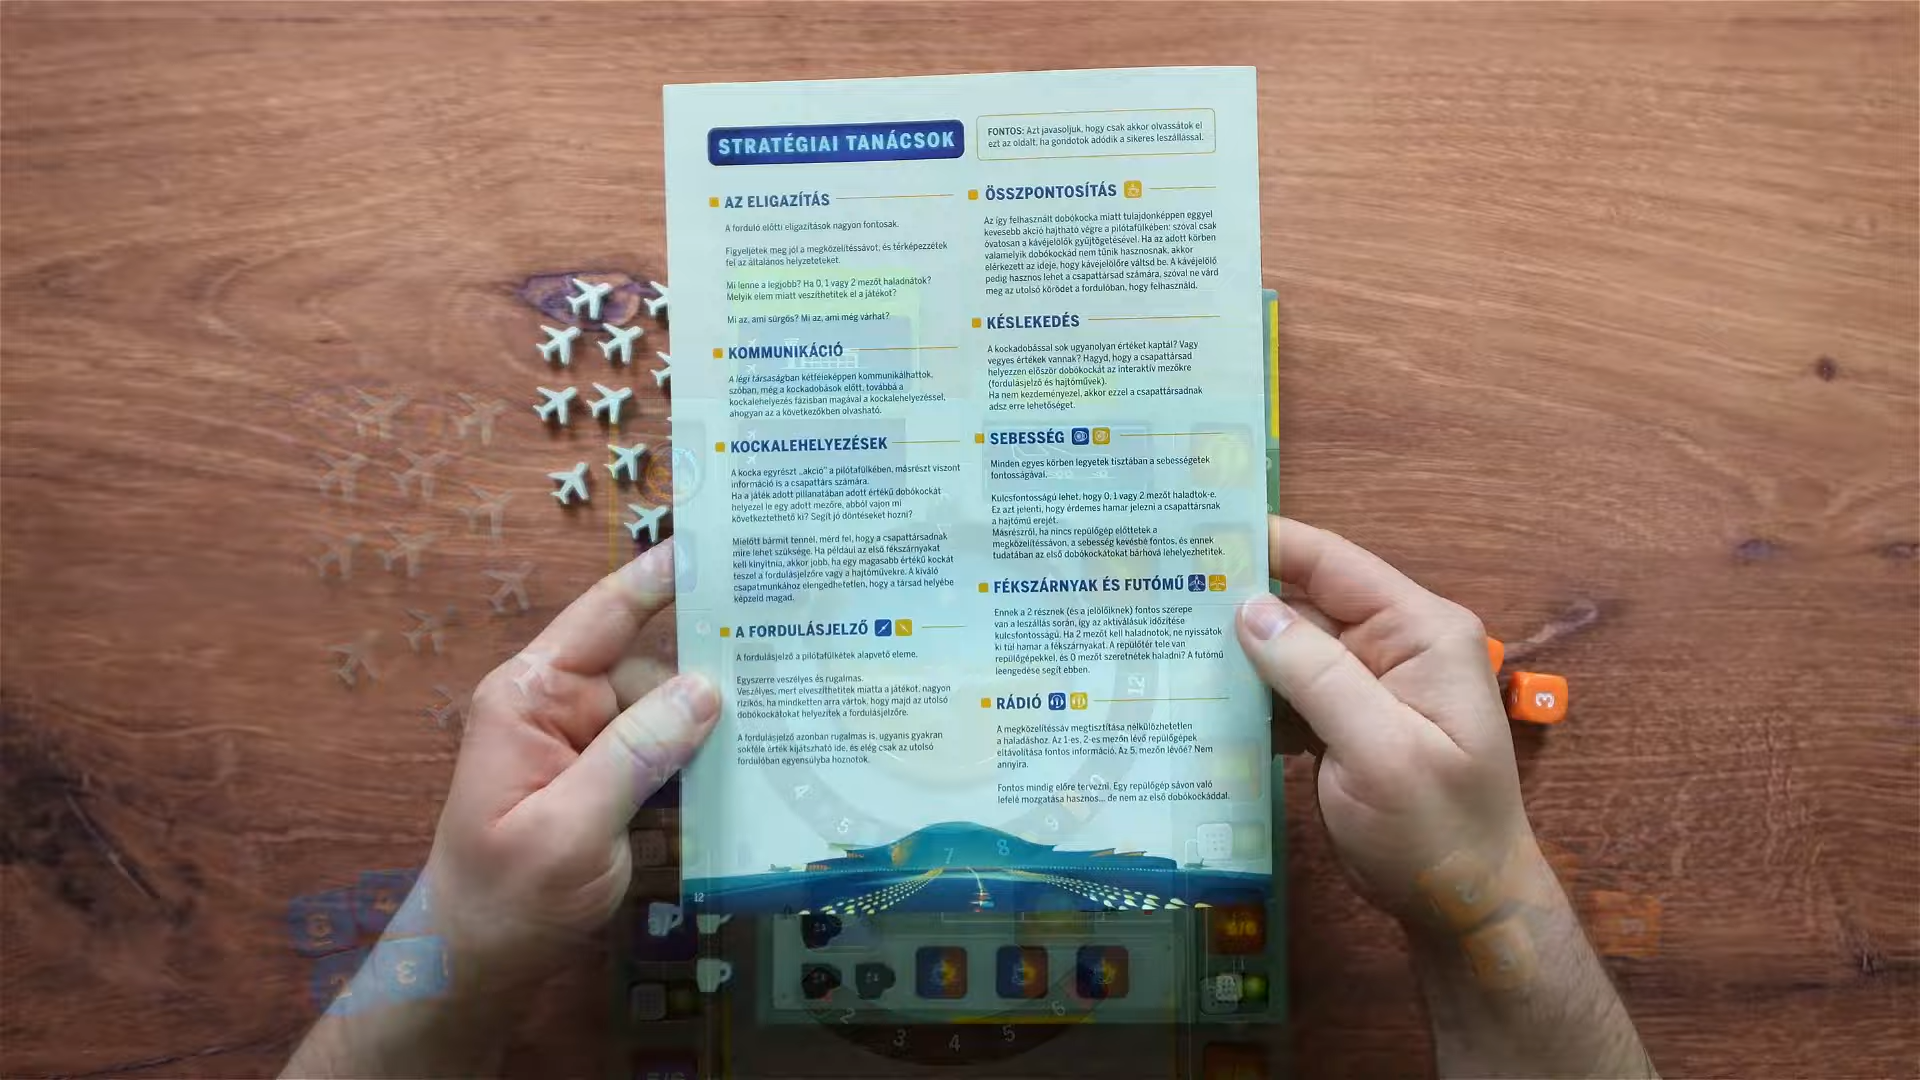 STRATÉGIAI TANÁCSOK
FONTOS: Azt javasoljuk, hogy csak akkor olvassátok el
ezt az oldalt, ha gondotok adódik a sikeres leszállással.
AZ ELIGAZÍTÁS
A forduló előtti eligazítások nagyon fontosak.
Figyeljétek meg jól a megközelítéssávot, és térképezzétek
fel az általános helyzeteteket.
Mi lenne a legjobb? Ha 0, 1 vagy 2 mezőt haladnátok?
Melyik elem miatt veszíthetitek el a játékot?
Mi az, ami sürgős? Mi az, ami még várhat?
KOMMUNIKÁCIÓ
A légi társaságban kétféleképpen kommunikálhattok,
szóban, még a kockadobások előtt, továbbá a
kockalehelyezés fázisban magával a kockalehelyezéssel,
ahogyan az a következőkben olvasható.
KOCKALEHELYEZÉSEK
A kocka egyrészt „akció" a pilótafülkében, másrészt viszont
információ is a csapattárs számára.
Ha a játék adott pillanatában adott értékű dobókockát
helyezel le egy adott mezőre, abból vajon mi
következtethető ki? Segít jó döntéseket hozni?
Mielőtt bármit tennél, mérd fel, hogy a csapattársadnak
mire lehet szüksége. Ha például az első fékszárnyakat
kell kinyitnia, akkor jobb, ha egy magasabb értékű kockát
teszel a fordulásjelzőre vagy a hajtóművekre. A kiváló
csapatmunkához elengedhetetlen, hogy a társad helyébe
képzeld magad.
A FORDULÁSJELZŐ
A fordulásjelző a pilótafülkétek alapvető eleme.
Egyszerre veszélyes és rugalmas.
Veszélyes, mert elveszíthetitek miatta a játékot, nagyon
rizikós, ha mindketten arra vártok, hogy majd az utolsó
dobókockátokat helyezitek a fordulásjelzőre.
A fordulásjelző azonban rugalmas is, ugyanis gyakran
sokféle érték kijátszható ide, és elég csak az utolsó
fordulóban egyensúlyba hoznotok.
12
ÖSSZPONTOSÍTÁS
Az így felhasznált dobókocka miatt tulajdonképpen eggyel
kevesebb akció hajtható végre a pilótafülkében: szóval csak
óvatosan a kávéjelölők gyűjtögetésével. Ha az adott körben
valamelyik dobókockád nem tűnik hasznosnak, akkor
elérkezett az ideje, hogy kávéjelölőre váltsd be. A kávéjelölő
pedig hasznos lehet a csapattársad számára, szóval ne várd
meg az utolsó körödet a fordulóban, hogy felhasználd.
KÉSLEKEDÉS
A kockadobással sok ugyanolyan értéket kaptál? Vagy
vegyes értékek vannak? Hagyd, hogy a csapattársad
helyezzen először dobókockát az interaktív mezőkre
(fordulásjelző és hajtóművek).
Ha nem kezdeményezel, akkor ezzel a csapattársadnak
adsz erre lehetőséget.
SEBESSÉG
Minden egyes körben legyetek tisztában a sebességetek
fontosságával.
Kulcsfontosságú lehet, hogy 0, 1 vagy 2 mezőt haladtok-e.
Ez azt jelenti, hogy érdemes hamar jelezni a csapattársnak
a hajtómű erejét.
Másrészről, ha nincs repülőgép előttetek a
megközelítéssávon, a sebesség kevésbé fontos, és ennek
tudatában az első dobókockátokat bárhová lehelyezhetitek.
FÉKSZÁRNYAK ÉS FUTÓMŰ
Ennek a 2 résznek (és a jelölőiknek) fontos szerepe
van a leszállás során, így az aktiválásuk időzítése
kulcsfontosságú. Ha 2 mezőt kell haladnotok, ne nyissátok
ki túl hamar a fékszárnyakat. A repülőtér tele van
repülőgépekkel, és 0 mezőt szeretnétek haladni? A futómű
leengedése segít ebben.
RÁDIÓ
A megközelítéssáv megtisztítása nélkülözhetetlen
a haladáshoz. Az 1-es, 2-es mezőn lévő repülőgépek
eltávolítása fontos információ. Az 5. mezőn lévőé? Nem
annyira.
Fontos mindig előre tervezni. Egy repülőgép sávon való
lefelé mozgatása hasznos... de nem az első dobókockáddal.
3
12
4
5
7
8
9
2
3
4
5
6
2
3